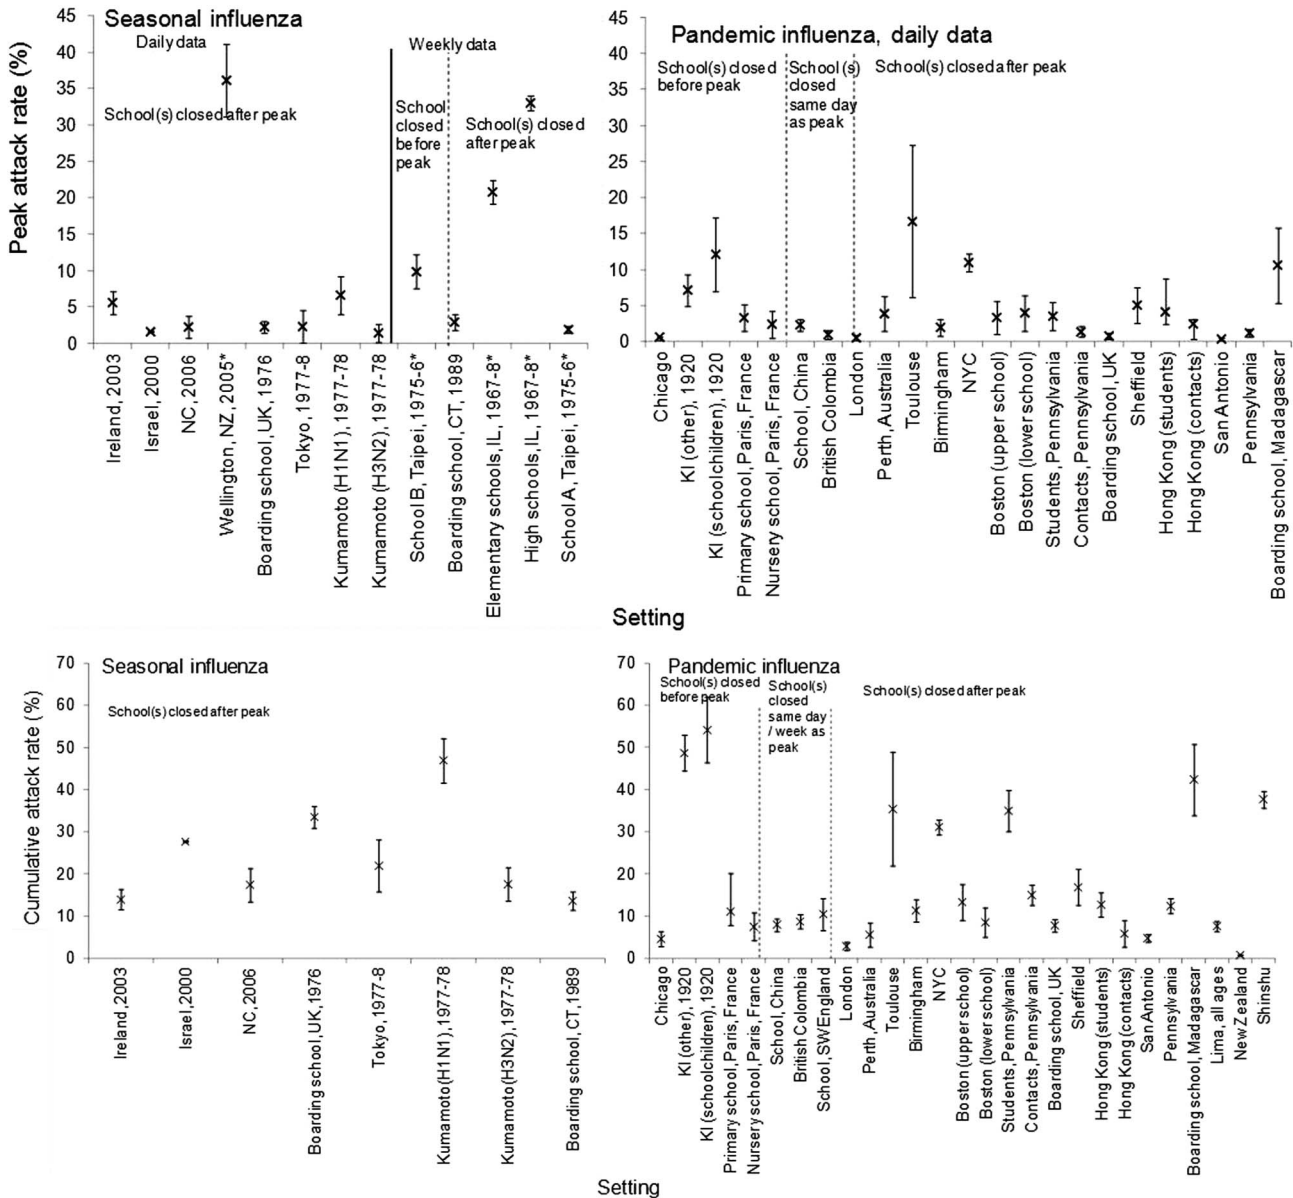 Seasonal influenza
Daily data
Weekly data
School(s) closed after peak
School
closed
before
peak
School(s) closed
after peak
Peak attack rate (%)
45
40
35
30
25
20
15
10
5
0
Ireland, 2003
Israel, 2000
NC, 2006
Wellington, NZ, 2005*
Boarding school, UK, 1976
Tokyo, 1977-8
Kumamoto (H1N1), 1977-78
Kumamoto (H3N2), 1977-78
School B, Taipei, 1975-6*
Boarding school, CT, 1989
Elementary schools, IL, 1967-8*
High schools, IL, 1967-8*
School A, Taipei, 1975-6*
Pandemic influenza, daily data
School(s) closed
before peak
School(s)
closed
same day
as peak
School(s) closed after peak
45
40
35
30
25
20
15
10
5
0
Chicago
KI (other), 1920
KI (schoolchildren), 1920
Primary school, Paris, France
Nursery school, Paris, France
School, China
British Colombia
London
Perth, Australia
Toulouse
Birmingham
NYC
Boston (upper school)
Boston (lower school)
Students, Pennsylvania
Contacts, Pennsylvania
Boarding school, UK
Sheffield
Hong Kong (students)
Hong Kong (contacts)
San Antonio
Pennsylvania
Boarding school, Madagascar
Setting
Seasonal influenza
School(s) closed after peak
Cumulative attack rate (%)
70
60
50
40
30
20
10
0
Ireland, 2003
Israel, 2000
NC, 2006
Boarding school, UK, 1976
Tokyo, 1977-8
Kumamoto (H1N1), 1977-78
Kumamoto (H3N2), 1977-78
Boarding school, CT, 1989
Pandemic influenza
School(s) closed
before peak
School(s)
closed
same day
/ week as
peak
School(s) closed after peak
70
60
50
40
30
20
10
0
Chicago
KI (other), 1920
KI (schoolchildren), 1920
Primary school, Paris, France
Nursery school, Paris, France
School, China
British Colombia
School, SW England
London
Perth, Australia
Toulouse
Birmingham
NYC
Boston (upper school)
Boston (lower school)
Students, Pennsylvania
Contacts, Pennsylvania
Boarding school, UK
Sheffield
Hong Kong (students)
Hong Kong (contacts)
San Antonio
Pennsylvania
Boarding school, Madagascar
Lima, all ages
New Zealand
Shinshu
Setting